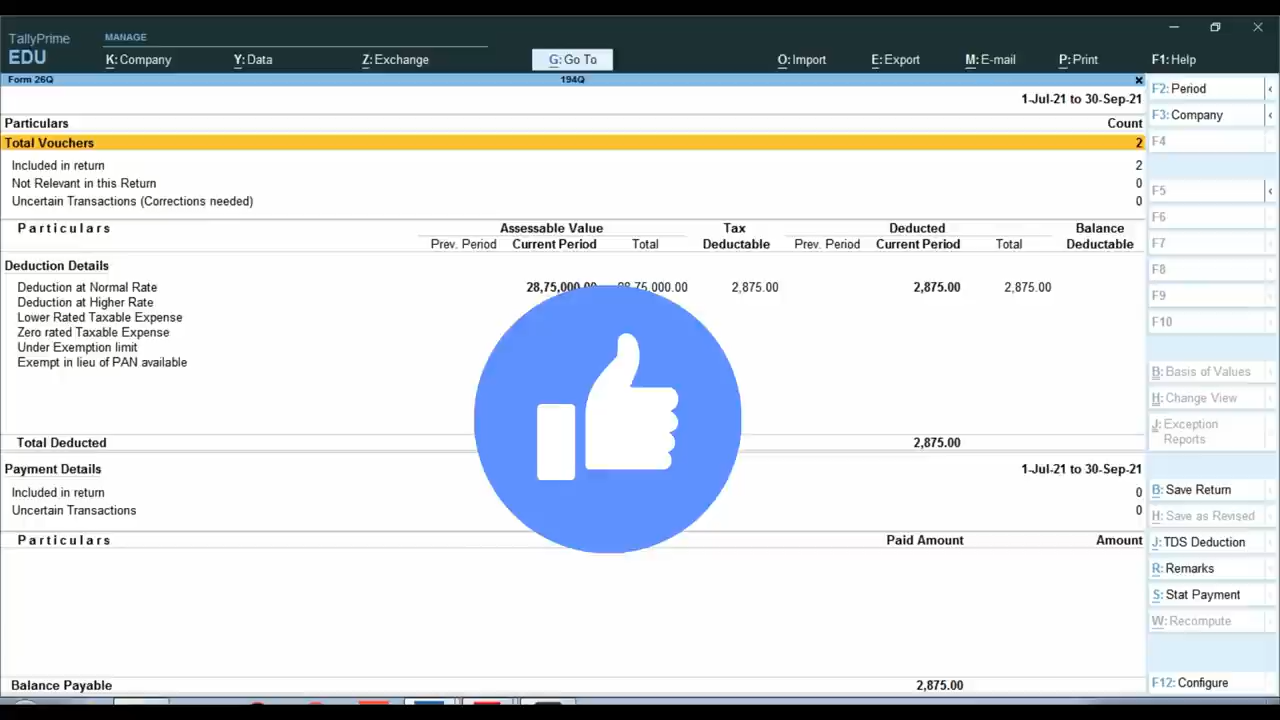 TallyPrime
EDU
MANAGE
K: Company Y: Data Z: Exchange G: Go To O: Import E: Export M: E-mail P: Print F1: Help
Form 26Q 194Q
1-Jul-21 to 30-Sep-21
Particulars Count
Total Vouchers 2
Included in return 2
Not Relevant in this Return 0
Uncertain Transactions (Corrections needed) 0
Particulars Assessable Value Tax Deducted Balance
Prev. Period Current Period Total Deductable Prev. Period Current Period Total Deductable
Deduction Details
Deduction at Normal Rate 28,75,000.00 28,75,000.00 2,875.00 2,875.00 2,875.00
Deduction at Higher Rate
Lower Rated Taxable Expense
Zero rated Taxable Expense
Under Exemption limit
Exempt in lieu of PAN available
Total Deducted 2,875.00
Payment Details 1-Jul-21 to 30-Sep-21
Included in return 0
Uncertain Transactions 0
Particulars Paid Amount Amount
Balance Payable 2,875.00
F2: Period
F3: Company
F4
F5
F6
F7
F8
F9
F10
B: Basis of Values
H: Change View
J: Exception
Reports
B: Save Return
H: Save as Revised
J: TDS Deduction
R: Remarks
S: Stat Payment
W: Recompute
F12: Configure